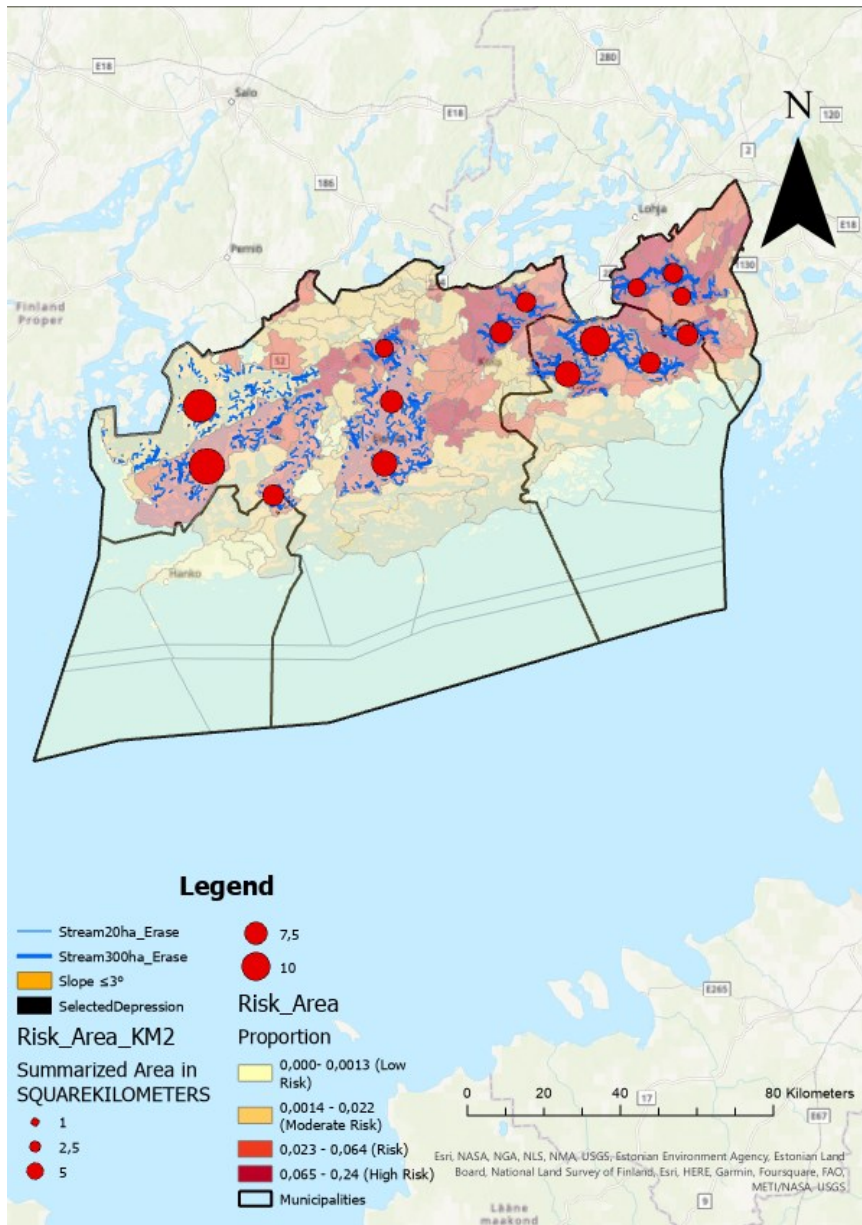 E18
Salo
280
E18
N
120
2
186
Lohja
E18
Perniö
1130
Finland
Proper
52
Hanko
Legend
Stream20ha_Erase
Stream300ha_Erase
Slope ≤3°
SelectedDepression
Risk_Area_KM2
Summarized Area in
SQUAREKILOMETERS
1
2,5
5
7,5
10
Risk_Area
Proportion
0,000- 0,0013 (Low
Risk)
0,0014 - 0,022
(Moderate Risk)
0,023 - 0,064 (Risk)
0,065 - 0,24 (High Risk)
Municipalities
E265
0 20 40 80 Kilometers
17
E67
Esri, NASA, NGA, NLS, NMA, USGS, Estonian Environment Agency, Estonian Land
Board, National Land Survey of Finland, Esri, HERE, Garmin, Foursquare, FAO,
METI/NASA, USGS
9
Lääne
maakond